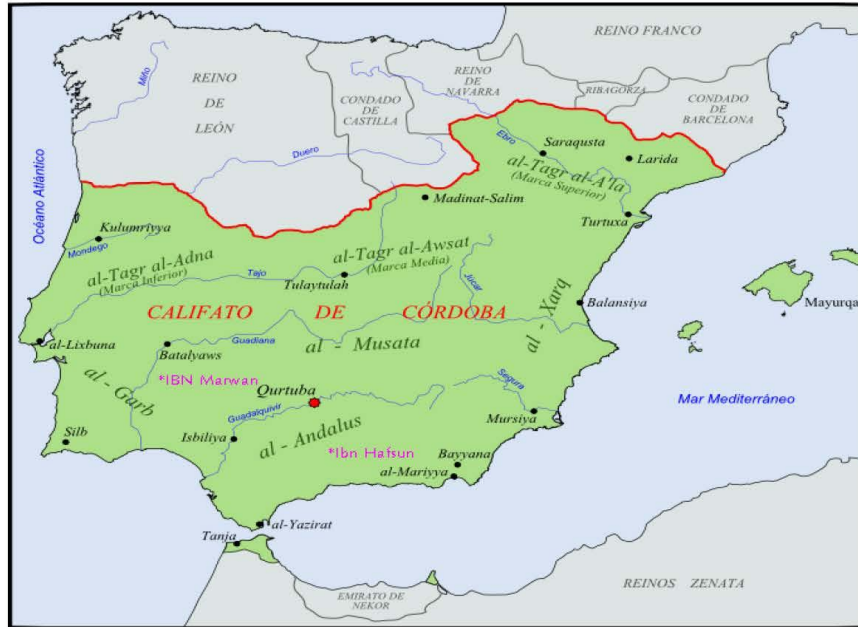 REINO FRANCO
REINO
DE
LEÓN
Miño
CONDADO
DE
CASTILLA
REINO
DE
NAVARRA
RIBAGORZA
CONDADO
DE
BARCELONA
Océano Atlántico
Duero
Ebro
Saraqusta
Larida
al-Tagr al-A'la
(Marca Superior)
Madinat-Salim
Turtuxa
Kulumriyya
Mondego
al-Tagr al-Adna
(Marca Inferior)
al-Tagr al-Awsat
(Marca Media)
Tajo
Tulaytulah
Júcar
CALIFATO DE CÓRDOBA
Balansiya
Mayurqa
al-Lixbuna
Batalyaws
Guadiana
al - Musata
al - Xarq
al - Garb
*IBN Marwan
Qurtuba
Segura
Mar Mediterráneo
Guadalquivir
Mursiya
Silb
Isbiliya
al - Andalus
*Ibn Hafsun
Bayyana
al-Mariyya
al-Yazirat
Tanja
EMIRATO DE
NEKOR
REINOS ZENATA